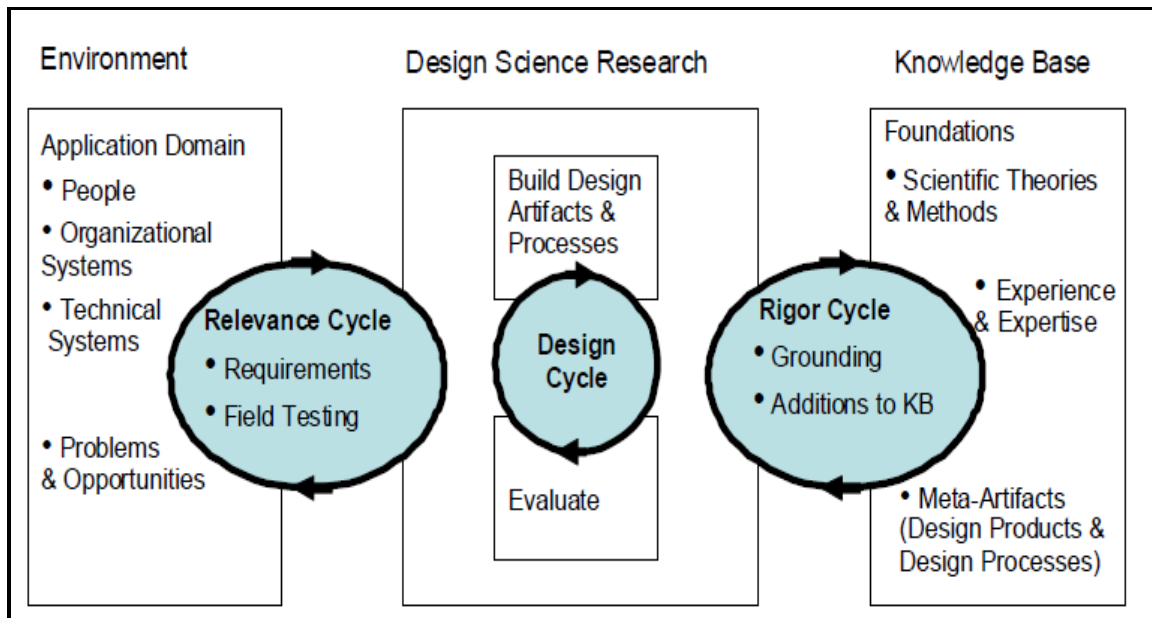 Environment
Design Science Research
Knowledge Base
Application Domain
• People
• Organizational
Systems
• Technical
Systems
• Problems
& Opportunities
Relevance Cycle
• Requirements
• Field Testing
Build Design
Artifacts &
Processes
Design
Cycle
Evaluate
Rigor Cycle
• Grounding
• Additions to KB
Foundations
• Scientific Theories
& Methods
• Experience
& Expertise
• Meta-Artifacts
(Design Products &
Design Processes)